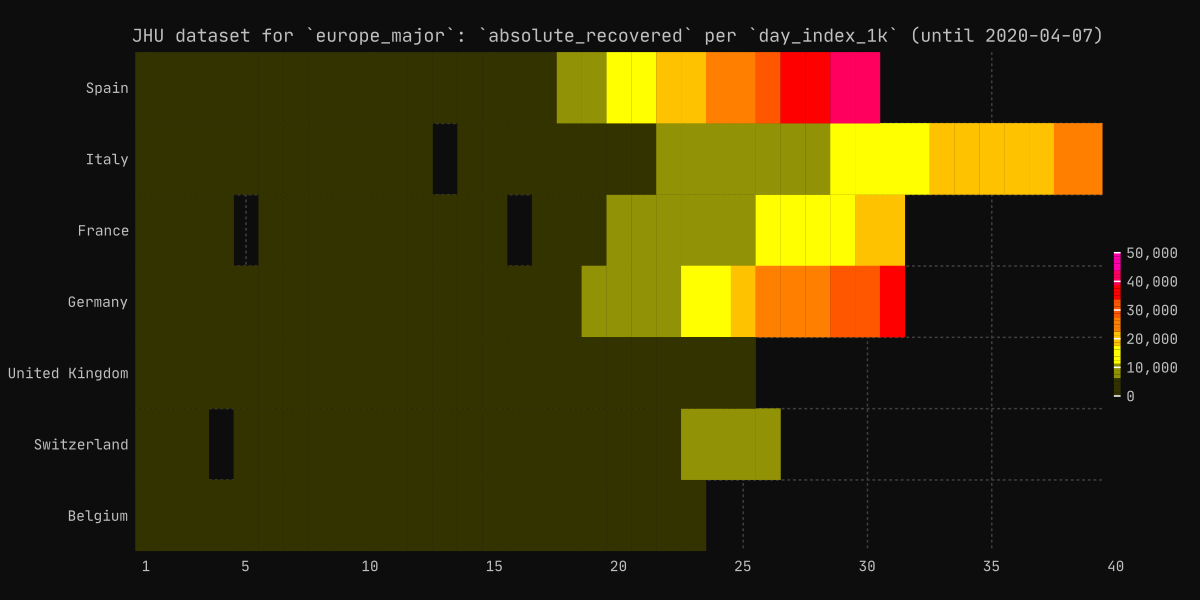 JHU dataset for `europe_major`: `absolute_recovered` per `day_index_1k` (until 2020-04-07)
Spain
Italy
France
Germany
United Kingdom
Switzerland
Belgium
50,000
40,000
30,000
20,000
10,000
0
1 5 10 15 20 25 30 35 40